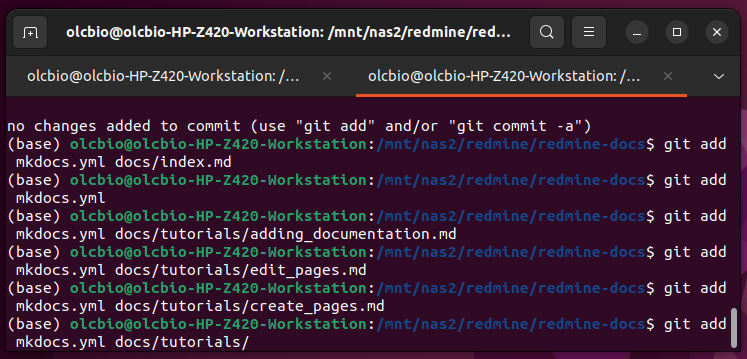 olcbio@olcbio-HP-Z420-Workstation: /mnt/nas2/redmine/red...
olcbio@olcbio-HP-Z420-Workstation: /...
olcbio@olcbio-HP-Z420-Workstation: /...
no changes added to commit (use "git add" and/or "git commit -a")
(base) olcbio@olcbio-HP-Z420-Workstation:/mnt/nas2/redmine/redmine-docs$ git add
mkdocs.yml docs/index.md
(base) olcbio@olcbio-HP-Z420-Workstation:/mnt/nas2/redmine/redmine-docs$ git add
mkdocs.yml
(base) olcbio@olcbio-HP-Z420-Workstation:/mnt/nas2/redmine/redmine-docs$ git add
mkdocs.yml docs/tutorials/adding_documentation.md
(base) olcbio@olcbio-HP-Z420-Workstation:/mnt/nas2/redmine/redmine-docs$ git add
mkdocs.yml docs/tutorials/edit_pages.md
(base) olcbio@olcbio-HP-Z420-Workstation:/mnt/nas2/redmine/redmine-docs$ git add
mkdocs.yml docs/tutorials/create_pages.md
(base) olcbio@olcbio-HP-Z420-Workstation:/mnt/nas2/redmine/redmine-docs$ git add
mkdocs.yml docs/tutorials/